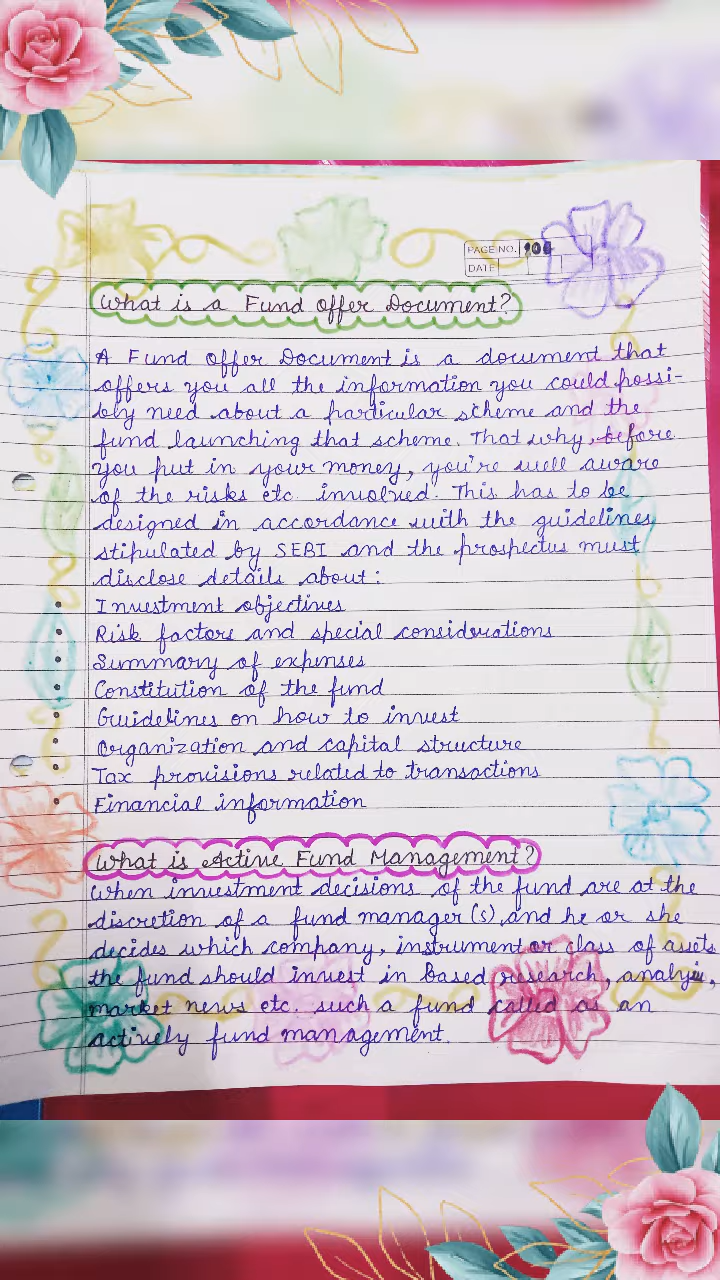 PAGE NO.
DATE
What is a Fund offer Document?
A Fund offer Document is a document that
offers you all the information you could possi-
bly need about a particular scheme and the
fund launching that scheme. That why, before
you put in your money, you're well aware
of the risks etc. involved. This has to be
designed in accordance with the guidelines
stipulated by SEBI and the prospectus must
disclose details about:
• Investment objectives
• Risk factors and special considerations
• Summary of expenses
• Constitution of the fund
• Guidelines on how to invest
• Organization and capital structure
• Tax provisions related to transactions
• Financial information
What is Active Fund Management?
When investment decisions of the fund are at the
discretion of a fund manager(s), and he or she
decides which company, instrument or class of assets
the fund should invest in based research, analysis,
market news etc. such a fund called as an
actively fund management.